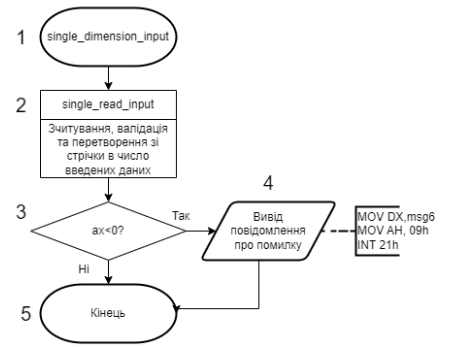 1
single_dimension_input
2
single_read_input
Зчитування, валідація
та перетворення зі
стрічки в число
введених даних
3
ax<0?
Так
Ні
4
Вивід
повідомлення
про помилку
MOV DX,msg6
MOV AH, 09h
INT 21h
5
Кінець